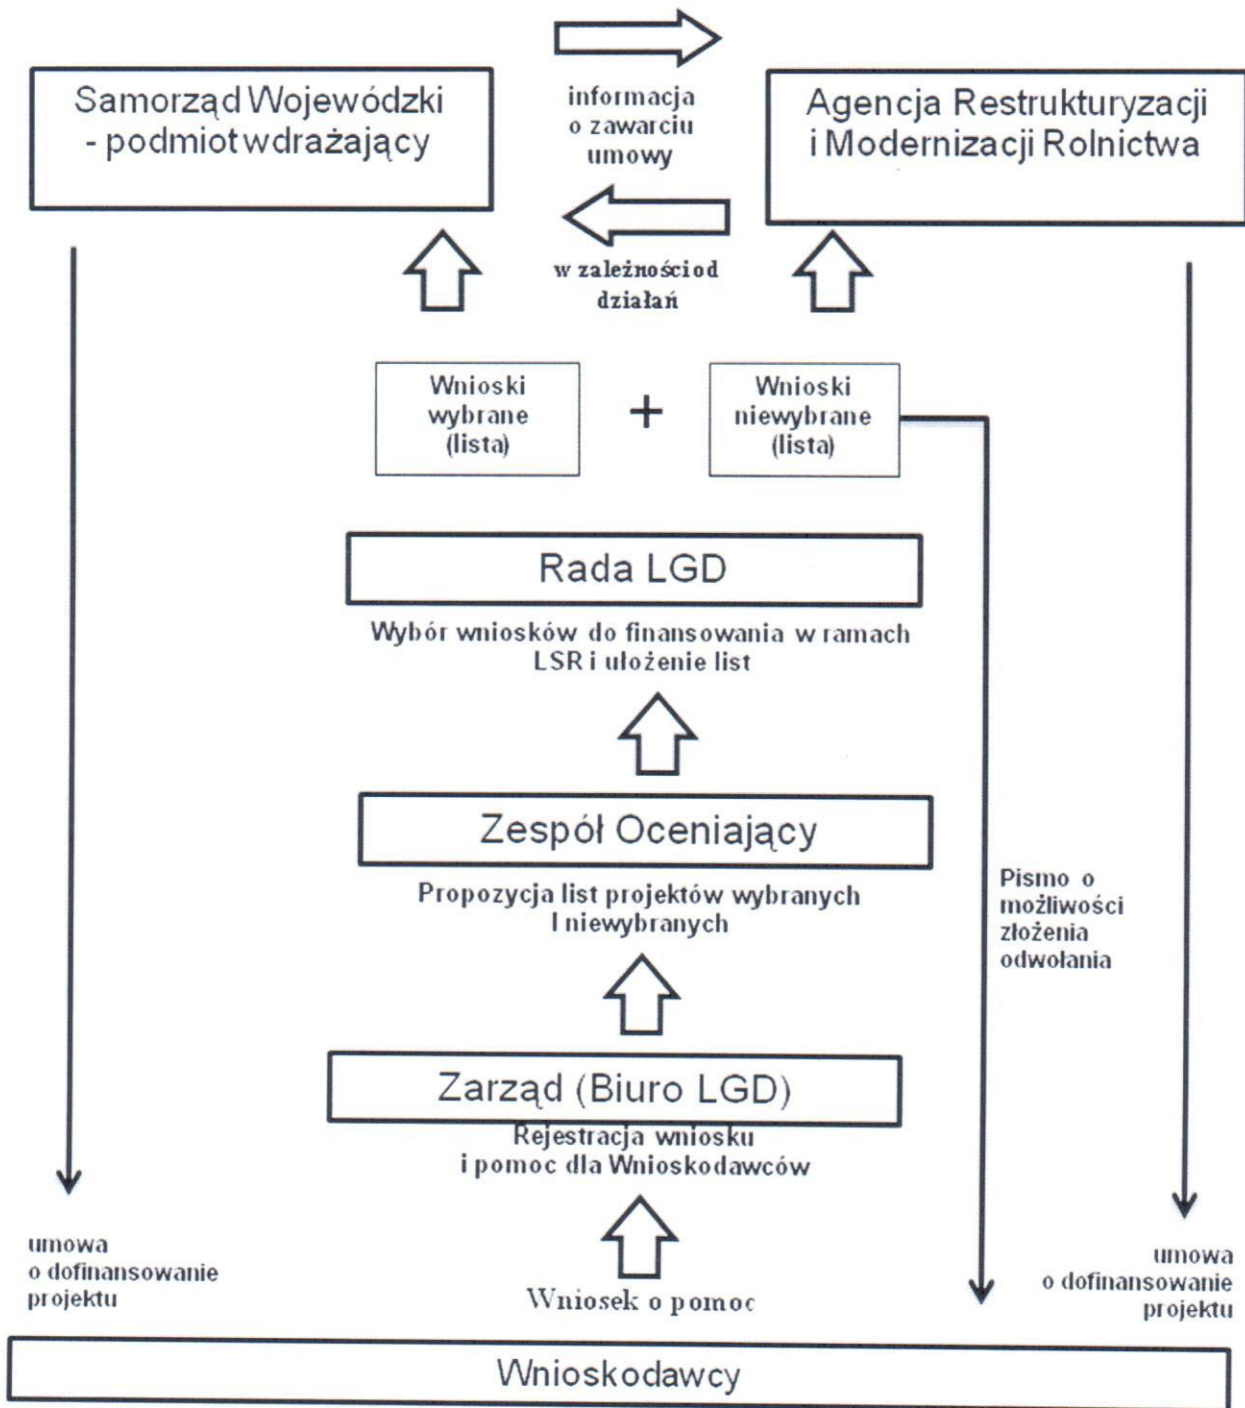 Samorząd Wojewódzki
- podmiot wdrażający
informacja
o zawarciu
umowy
Agencja Restrukturyzacji
i Modernizacji Rolnictwa
w zależności od
działań
Wnioski
wybrane
(lista)
+
Wnioski
niewybrane
(lista)
Rada LGD
Wybór wniosków do finansowania w ramach
LSR i ułożenie list
Zespół Oceniający
Propozycja list projektów wybranych
I niewybranych
Pismo o
możliwości
złożenia
odwołania
Zarząd (Biuro LGD)
Rejestracja wniosku
i pomoc dla Wnioskodawców
umowa
o dofinansowanie
projektu
Wniosek o pomoc
umowa
o dofinansowanie
projektu
Wnioskodawcy